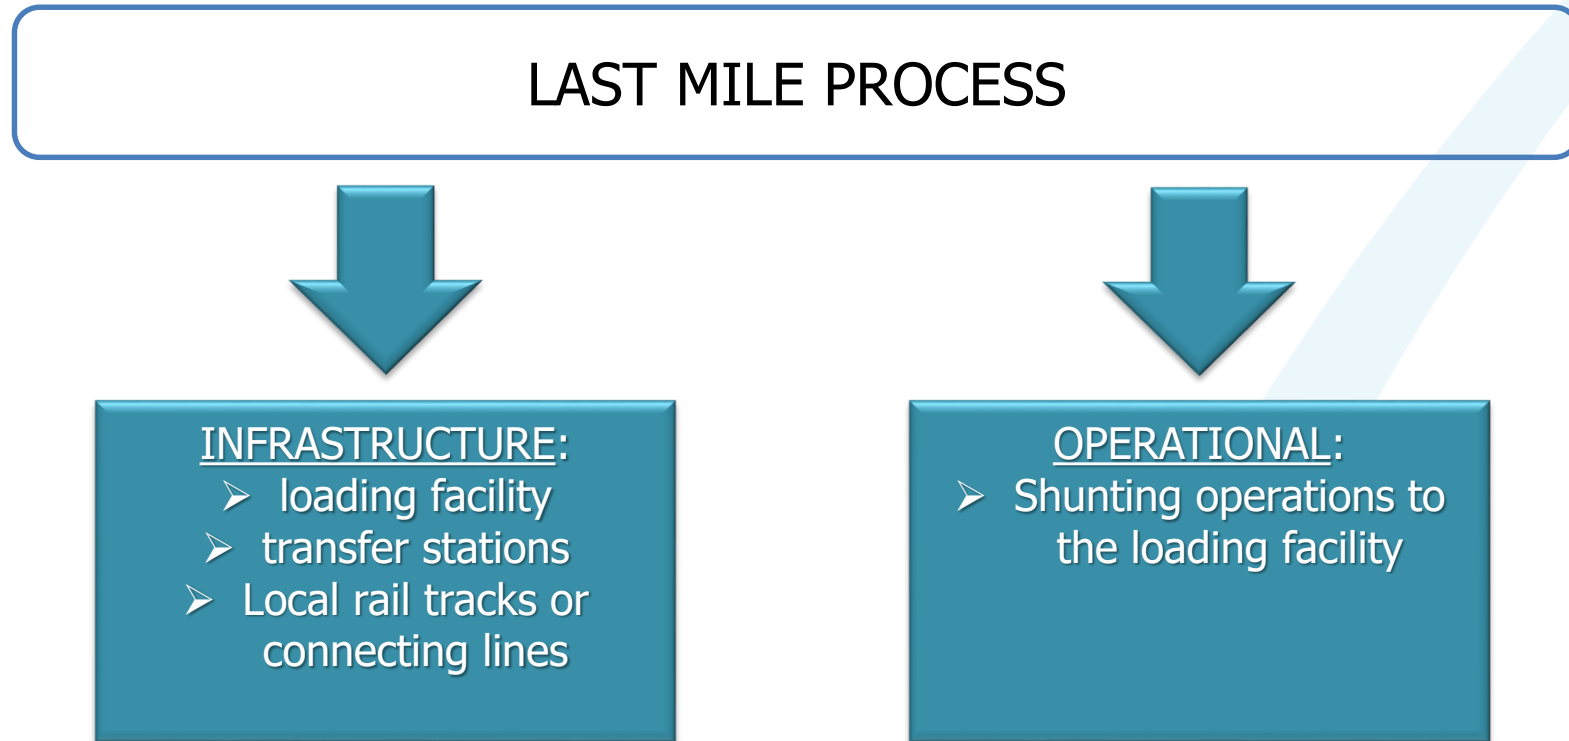 LAST MILE PROCESS
INFRASTRUCTURE:
➢ loading facility
➢ transfer stations
➢ Local rail tracks or
connecting lines
OPERATIONAL:
➢ Shunting operations to
the loading facility